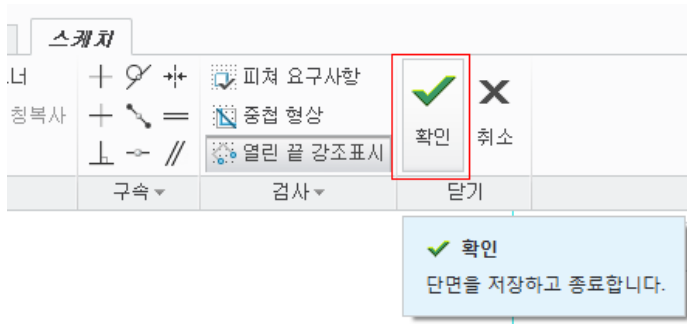 스케치
너 피쳐 요구사항
칭복사 중첩 형상
열린 끝 강조표시
확인 취소
구속 검사 닫기
확인
단면을 저장하고 종료합니다.